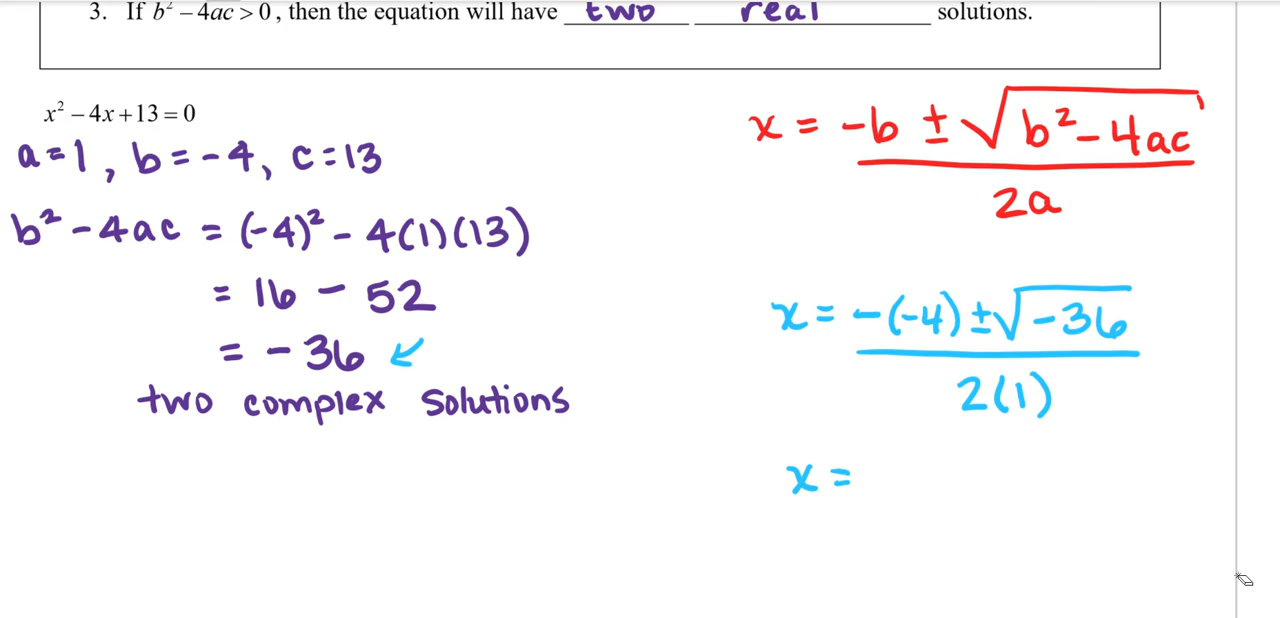 3. If b² − 4ac > 0, then the equation will have two real solutions.
x² − 4x + 13 = 0
a = 1, b = −4, c = 13
b² − 4ac = (−4)² − 4(1)(13)
= 16 − 52
= −36
two complex solutions
x = −b ± √(b² − 4ac) / 2a
x = −(−4) ± √−36 / 2(1)
x =